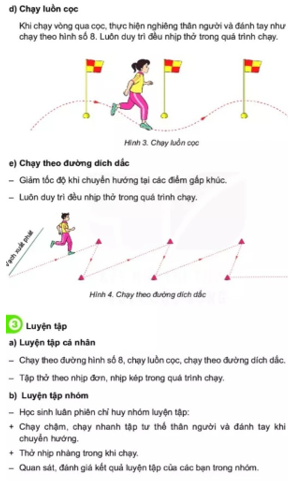 d) Chạy luồn cọc
Khi chạy vòng qua cọc, thực hiện nghiêng thân người và đánh tay như
chạy theo hình số 8. Luôn duy trì đều nhịp thở trong quá trình chạy.
Hình 3. Chạy luồn cọc
e) Chạy theo đường dích dắc
– Giảm tốc độ khi chuyển hướng tại các điểm gấp khúc.
– Luôn duy trì đều nhịp thở trong quá trình chạy.
Vạch xuất phát
Hình 4. Chạy theo đường dích dắc
3 Luyện tập
a) Luyện tập cá nhân
– Chạy theo đường hình số 8, chạy luồn cọc, chạy theo đường dích dắc.
– Tập thở theo nhịp đơn, nhịp kép trong quá trình chạy.
b) Luyện tập nhóm
– Học sinh luân phiên chỉ huy nhóm luyện tập:
+ Chạy chậm, chạy nhanh tập tư thế thân người và đánh tay khi
chuyển hướng.
+ Thở nhịp nhàng trong khi chạy.
– Quan sát, đánh giá kết quả luyện tập của các bạn trong nhóm.